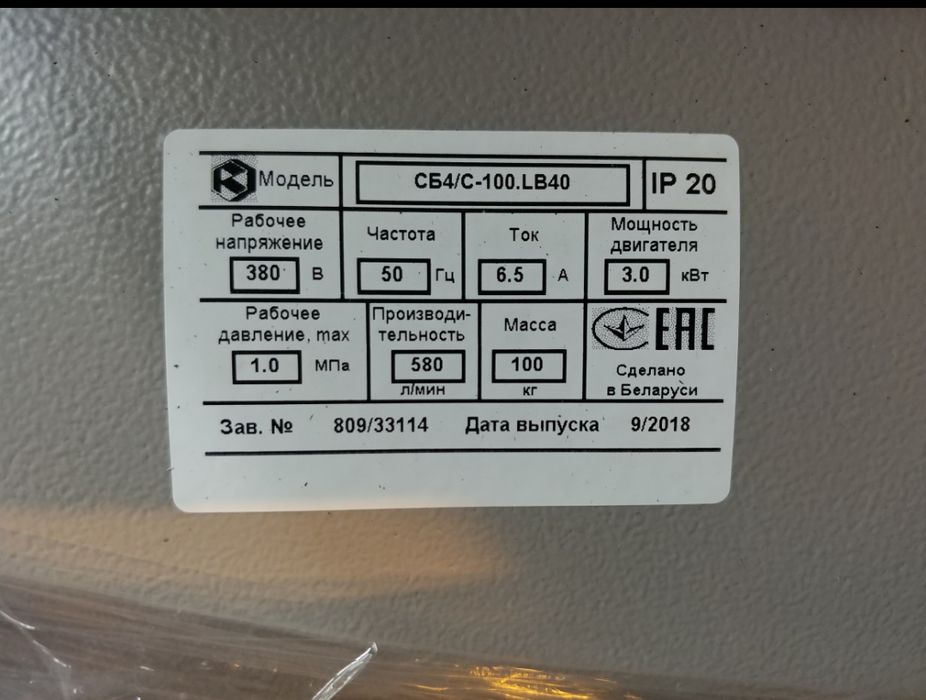 Модель СБ4/С-100.LB40 IP 20
Рабочее напряжение 380 В
Частота 50 Гц
Ток 6.5 А
Мощность двигателя 3.0 кВт
Рабочее давление, max 1.0 МПа
Производи-
тельность 580 л/мин
Масса 100 кг
ЕАС
Сделано
в Беларуси
Зав. № 809/33114 Дата выпуска 9/2018